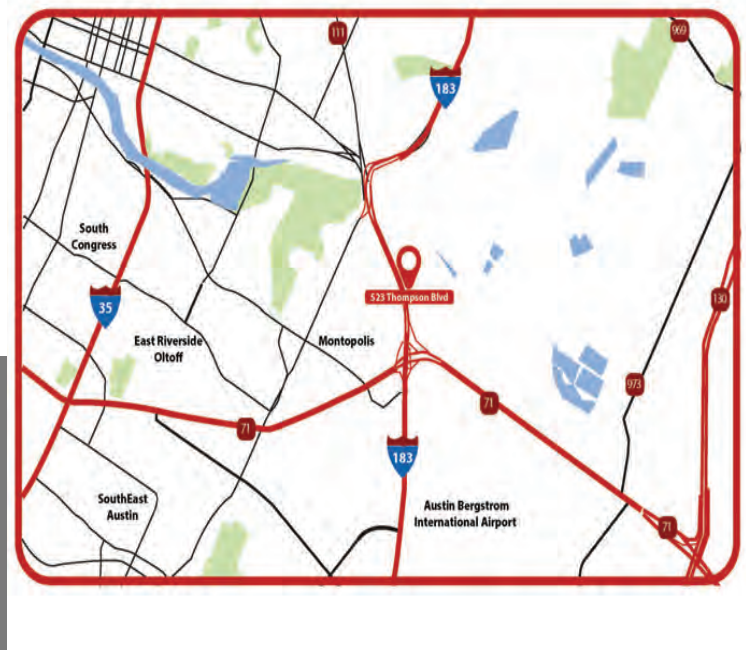 111
969
183
South
Congress
523 Thompson Blvd
35
130
East Riverside
Oltoff
Montopolis
973
71
71
183
SouthEast
Austin
Austin Bergstrom
International Airport
71